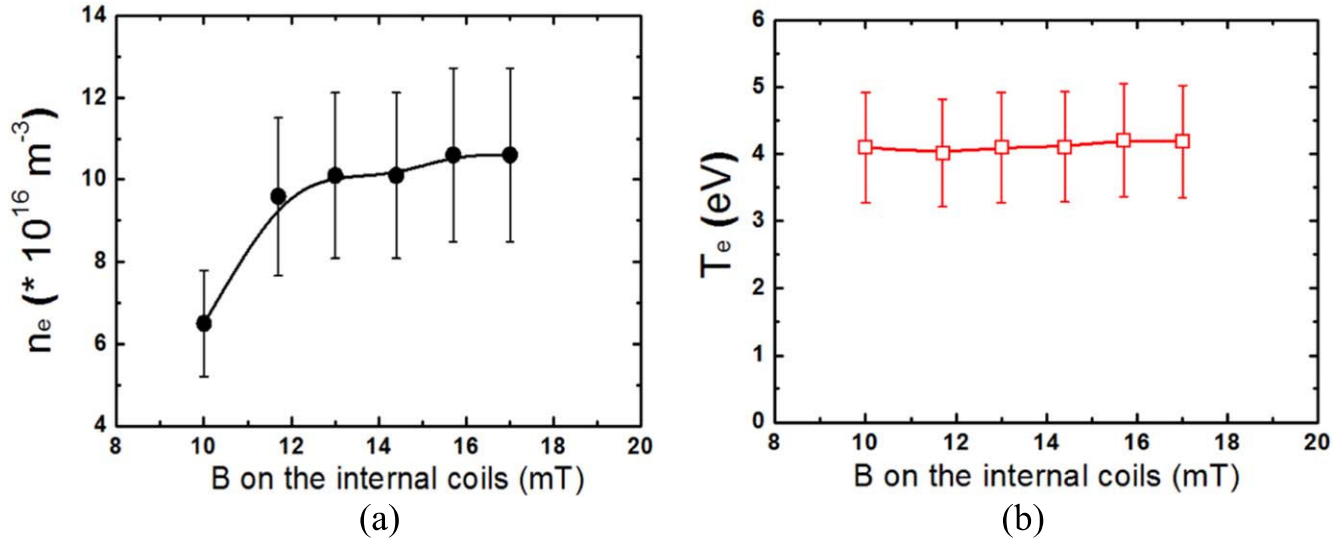 14
12
10
8
6
4
8 10 12 14 16 18 20
nₑ (* 10¹⁶ m⁻³)
B on the internal coils (mT)
(a)
6
5
4
3
2
1
0
8 10 12 14 16 18 20
Tₑ (eV)
B on the internal coils (mT)
(b)